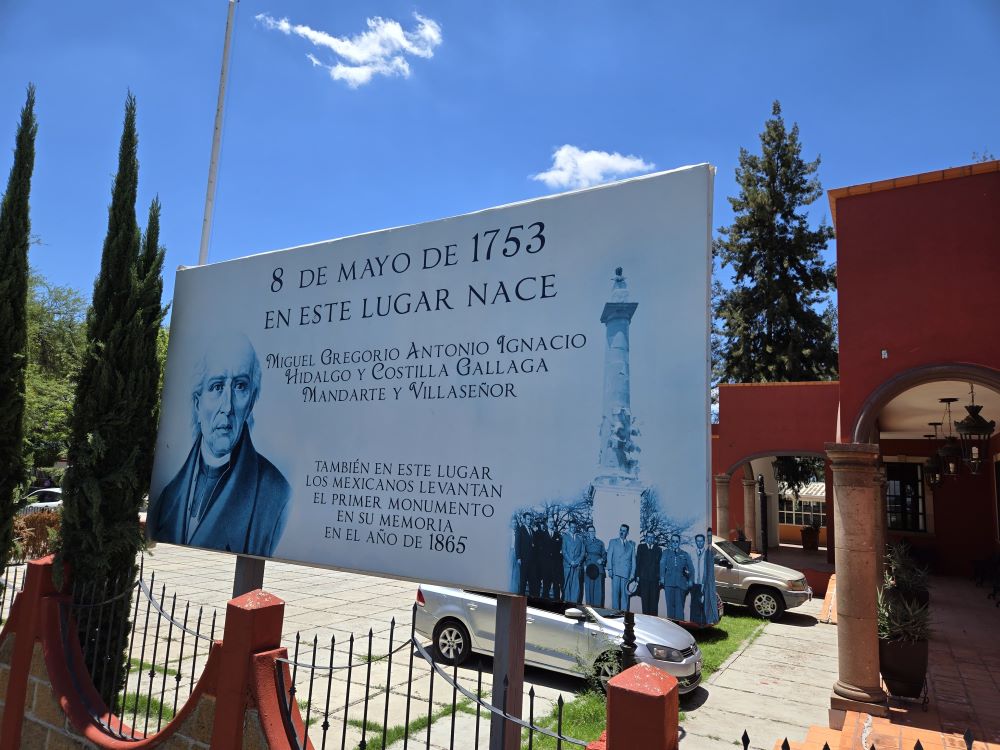 8 DE MAYO DE 1753
EN ESTE LUGAR NACE
MIGUEL GREGORIO ANTONIO IGNACIO
HIDALGO Y COSTILLA GALLAGA
MANDARTE Y VILLASEÑOR
TAMBIÉN EN ESTE LUGAR
LOS MEXICANOS LEVANTAN
EL PRIMER MONUMENTO
EN SU MEMORIA
EN EL AÑO DE 1865